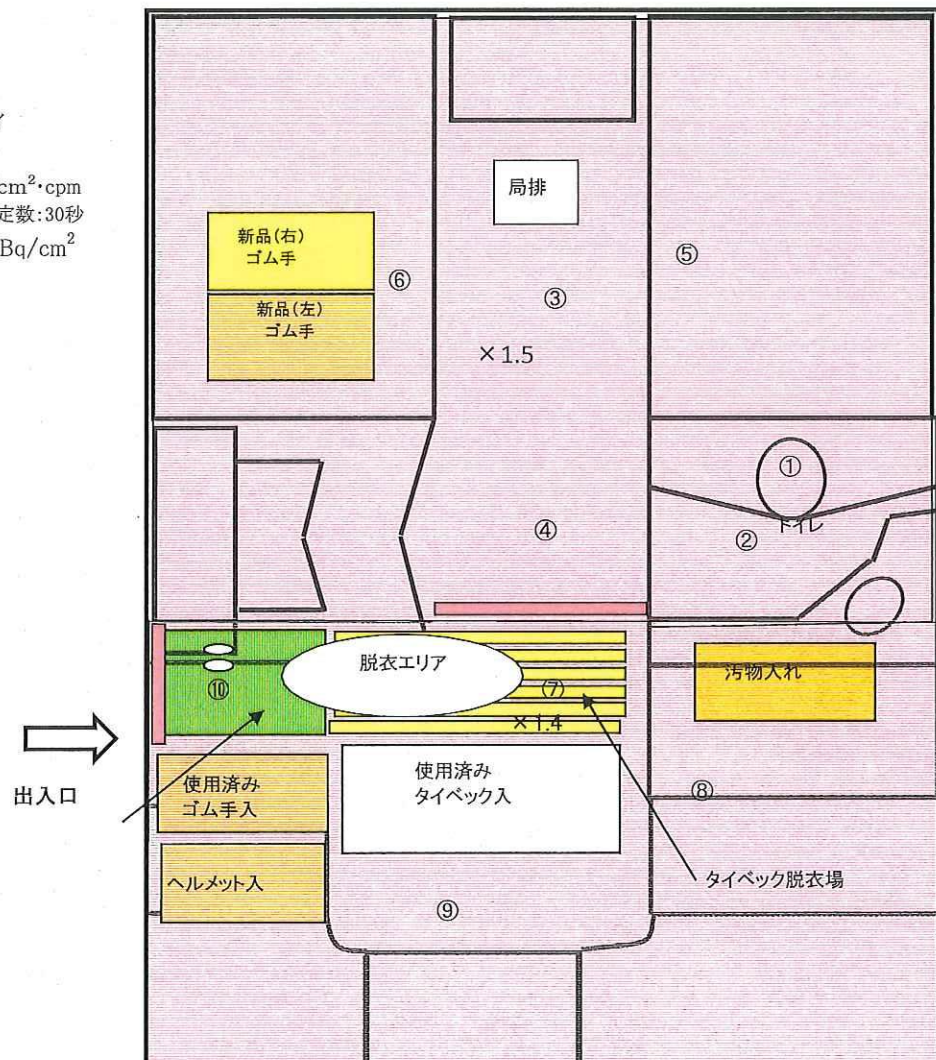 cm²・cpm
定数:30秒
Bq/cm²
局排
新品(右)
ゴム手
新品(左)
ゴム手
⑥
③
⑤
×1.5
①
④
②
トイレ
脱衣エリア
⑩
⑦
×1.4
汚物入れ
出入口
使用済み
ゴム手入
使用済み
タイベック入
⑧
ヘルメット入
タイベック脱衣場
⑨